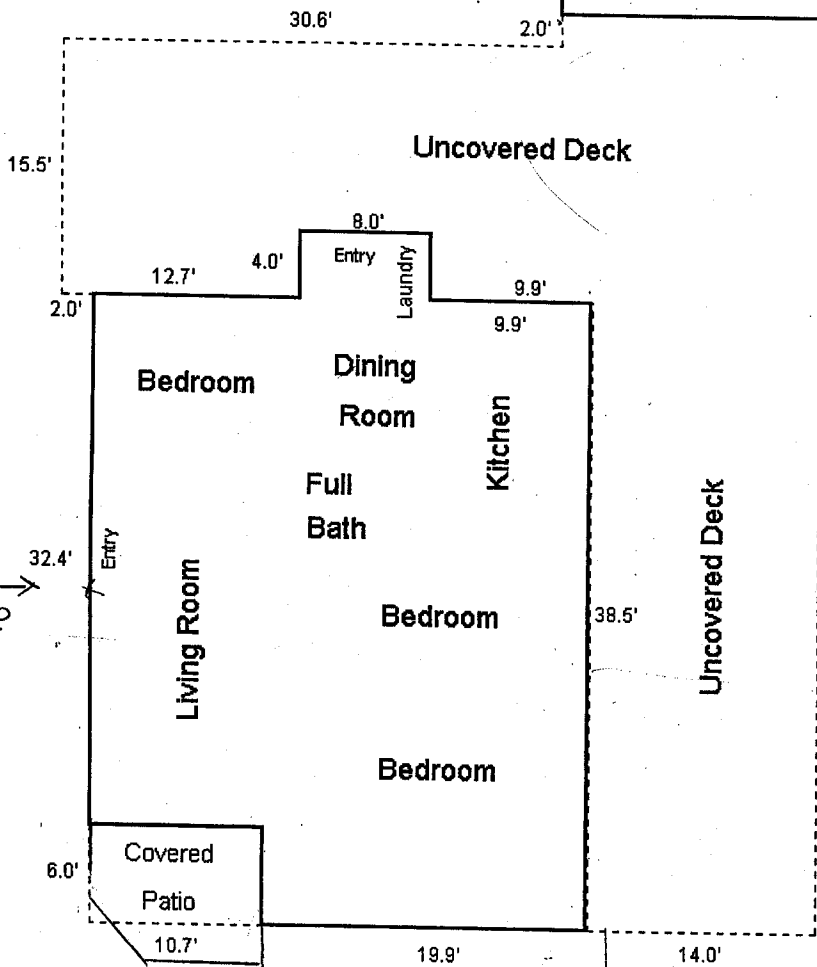 30.6'
2.0'
15.5'
Uncovered Deck
8.0'
4.0'
Entry
Laundry
12.7'
9.9'
2.0'
9.9'
Bedroom
Dining
Room
Kitchen
Full
Bath
Entry
32.4'
Living Room
Bedroom
38.5'
Uncovered Deck
Bedroom
Covered
Patio
6.0'
10.7'
19.9'
14.0'